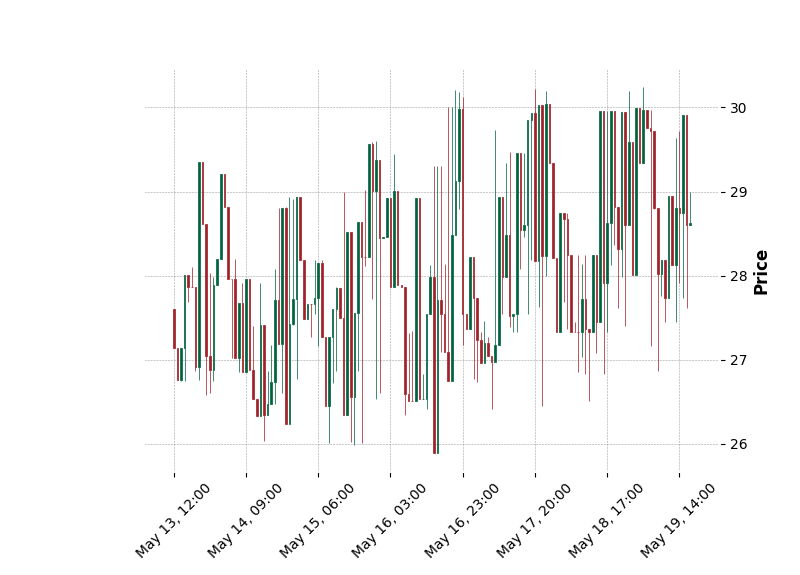 30
29
28
27
26
Price
May 13, 12:00
May 14, 09:00
May 15, 06:00
May 16, 03:00
May 16, 23:00
May 17, 20:00
May 18, 17:00
May 19, 14:00